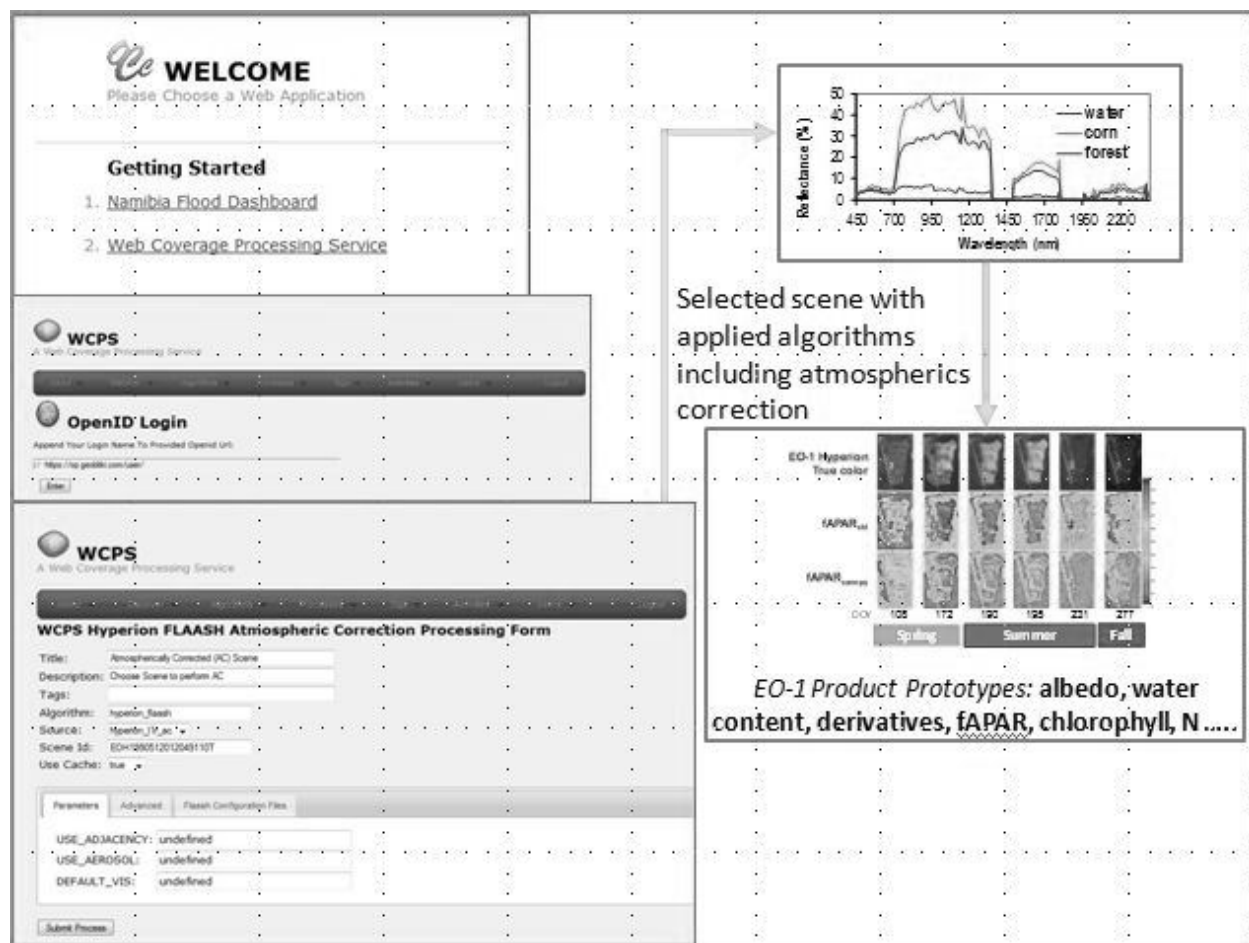 WELCOME
Please Choose a Web Application
Getting Started
1. Namibia Flood Dashboard
2. Web Coverage Processing Service
WCPS
A Web Coverage Processing Service
OpenID Login
Append Your Login Name To Provided Openid Url:
Enter
WCPS
A Web Coverage Processing Service
WCPS Hyperion FLAASH Atmospheric Correction Processing Form
Title: Atmospherically Corrected (AC) Scene
Description: Choose Scene to perform AC
Tags:
Algorithm: hyperion_flaash
Source:
Scene Id:
Use Cache: true
Parameters Advanced Flaash Configuration Files
USE_ADJACENCY: undefined
USE_AEROSOL: undefined
DEFAULT_VIS: undefined
Submit Process
50
40
30
20
10
0
Reflectance (%)
water
corn
forest
450 700 950 1200 1450 1700 1950 2200
Wavelength (nm)
Selected scene with
applied algorithms
including atmospherics
correction
EO-1 Hyperion
True color
fAPAR
fAPAR
172 277
Spring Summer Fall
EO-1 Product Prototypes: albedo, water
content, derivatives, fAPAR, chlorophyll, N .....